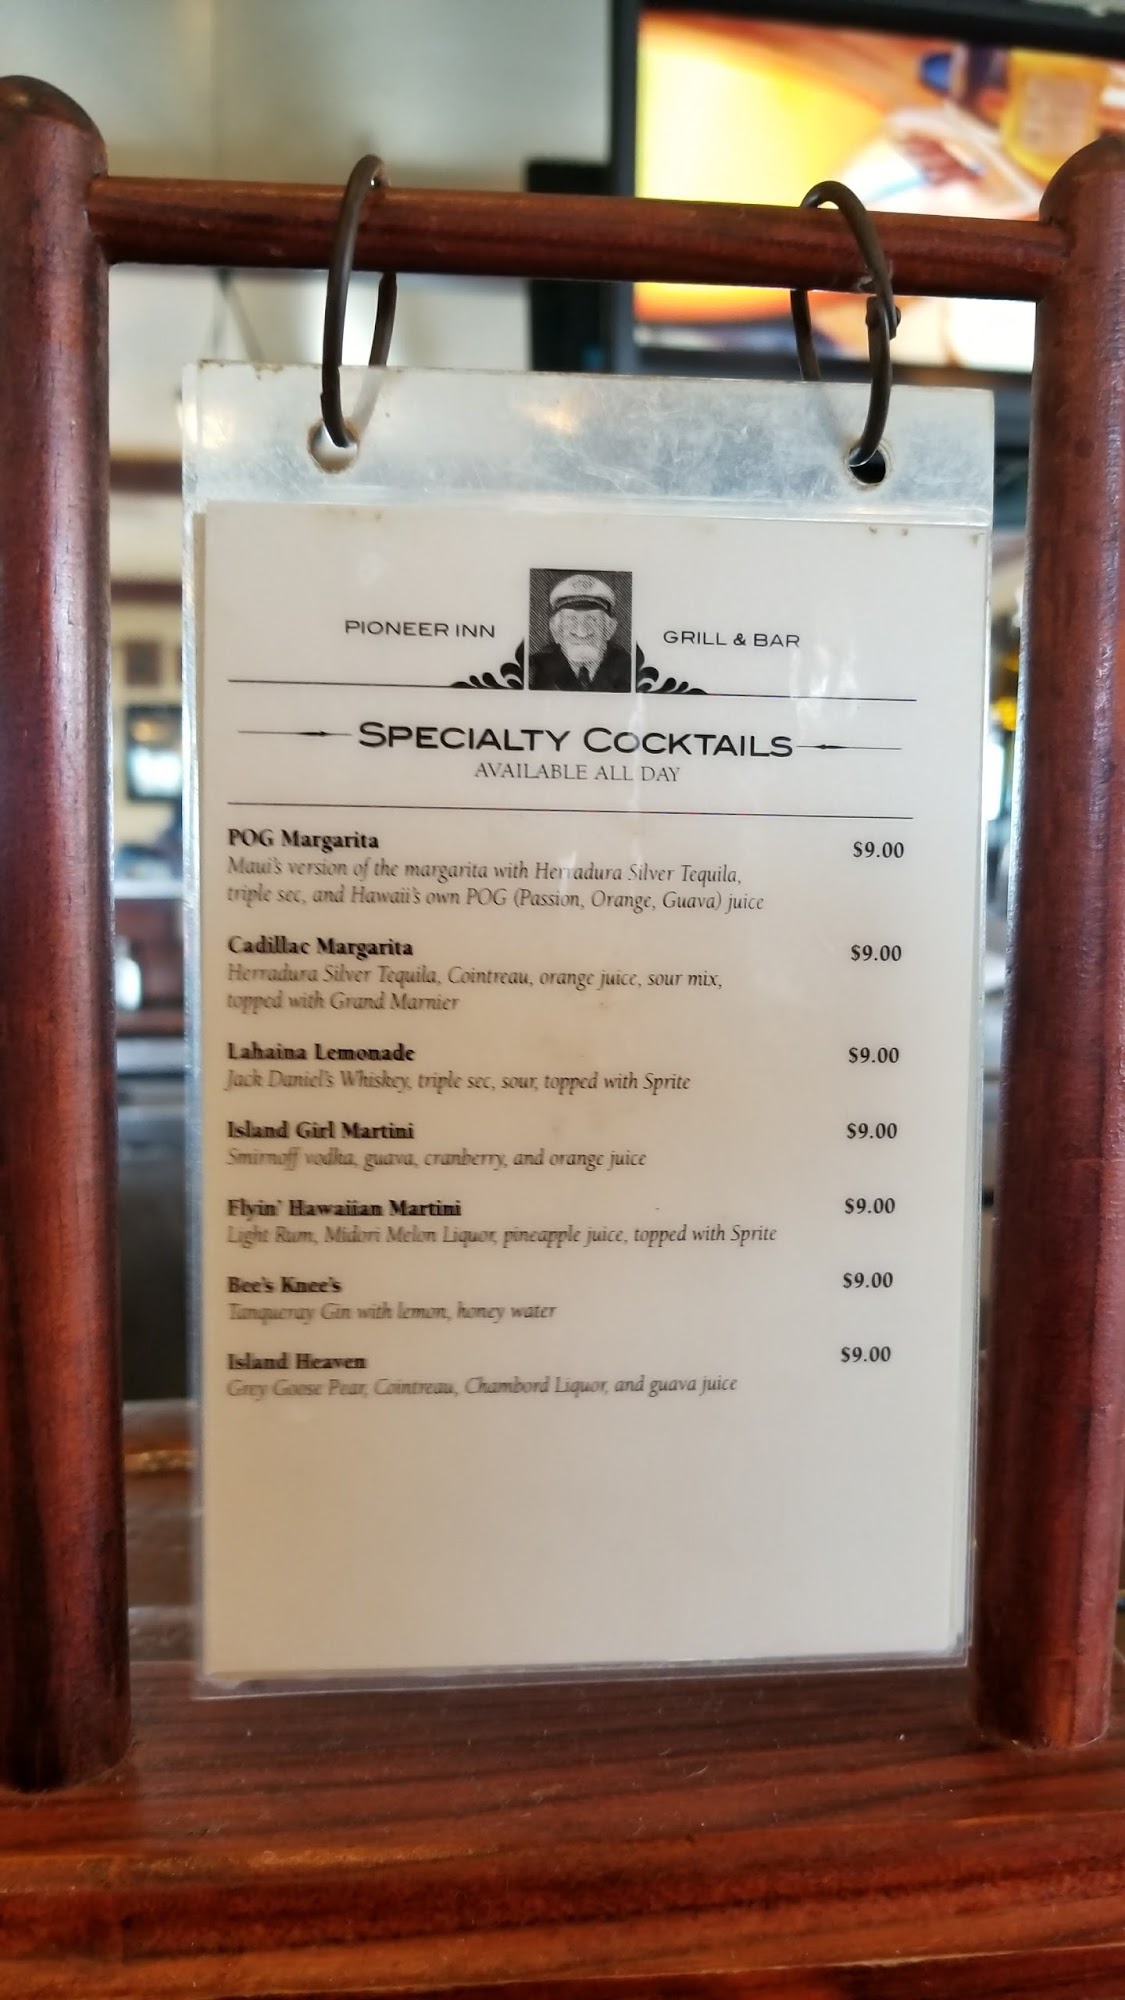 PIONEER INN GRILL & BAR
SPECIALTY COCKTAILS
AVAILABLE ALL DAY
POG Margarita $9.00
Maui's version of the margarita with Herradura Silver Tequila,
triple sec, and Hawaii's own POG (Passion, Orange, Guava) juice
Cadillac Margarita $9.00
Herradura Silver Tequila, Cointreau, orange juice, sour mix,
topped with Grand Marnier
Lahaina Lemonade $9.00
Jack Daniel's Whiskey, triple sec, sour, topped with Sprite
Island Girl Martini $9.00
Smirnoff vodka, guava, cranberry, and orange juice
Flyin' Hawaiian Martini $9.00
Light Rum, Midori Melon Liquor, pineapple juice, topped with Sprite
Bee's Knee's $9.00
Tanqueray Gin with lemon, honey water
Island Heaven $9.00
Grey Goose Pear, Cointreau, Chambord Liquor, and guava juice